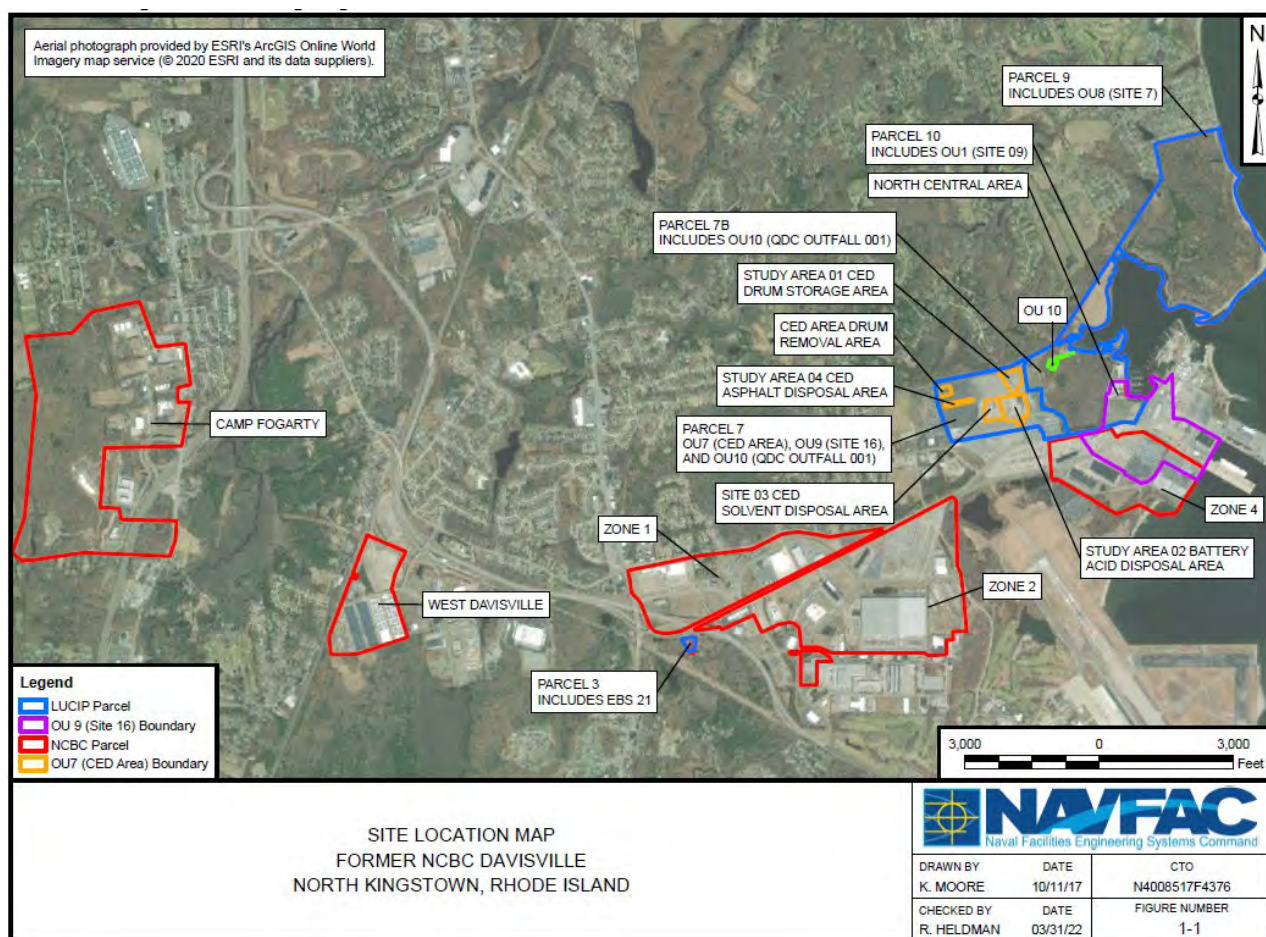 Aerial photograph provided by ESRI's ArcGIS Online World
Imagery map service (© 2020 ESRI and its data suppliers).
N
PARCEL 9
INCLUDES OU8 (SITE 7)
PARCEL 10
INCLUDES OU1 (SITE 09)
NORTH CENTRAL AREA
PARCEL 7B
INCLUDES OU10 (QDC OUTFALL 001)
STUDY AREA 01 CED
DRUM STORAGE AREA
OU 10
CED AREA DRUM
REMOVAL AREA
STUDY AREA 04 CED
ASPHALT DISPOSAL AREA
CAMP FOGARTY
PARCEL 7
OU7 (CED AREA), OU9 (SITE 16),
AND OU10 (QDC OUTFALL 001)
SITE 03 CED
SOLVENT DISPOSAL AREA
ZONE 4
ZONE 1
STUDY AREA 02 BATTERY
ACID DISPOSAL AREA
ZONE 2
WEST DAVISVILLE
PARCEL 3
INCLUDES EBS 21
Legend
LUCIP Parcel
OU 9 (Site 16) Boundary
NCBC Parcel
OU7 (CED Area) Boundary
3,000 0 3,000
Feet
SITE LOCATION MAP
FORMER NCBC DAVISVILLE
NORTH KINGSTOWN, RHODE ISLAND
NAVFAC
Naval Facilities Engineering Systems Command
DRAWN BY DATE CTO
K. MOORE 10/11/17 N4008517F4376
CHECKED BY DATE FIGURE NUMBER
R. HELDMAN 03/31/22 1-1